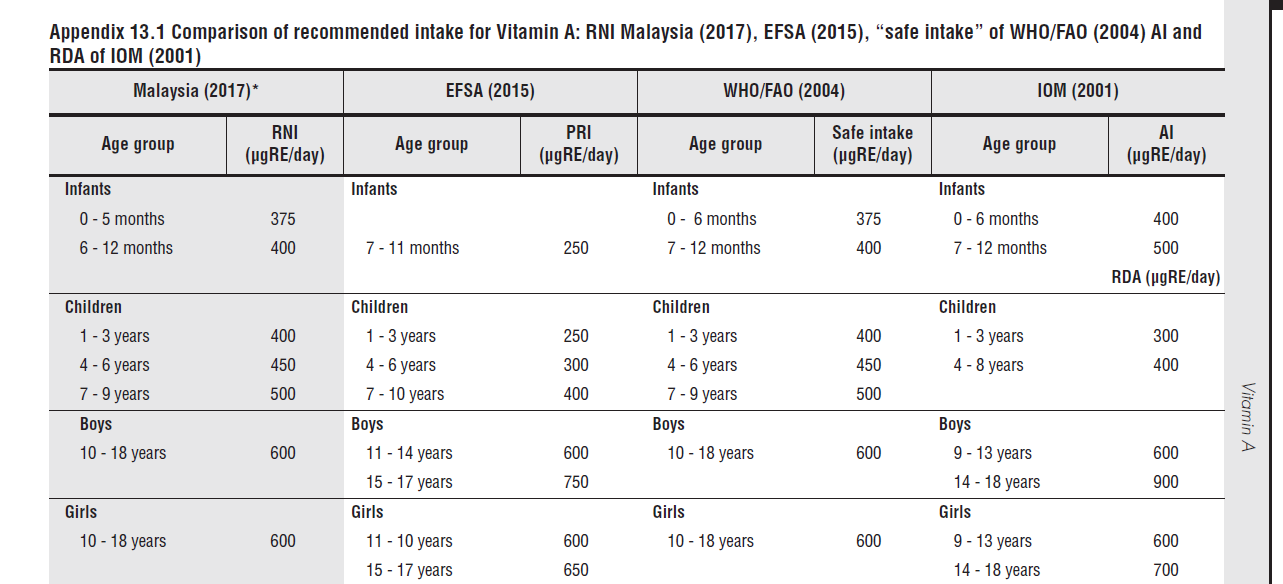 Appendix 13.1 Comparison of recommended intake for Vitamin A: RNI Malaysia (2017), EFSA (2015), “safe intake” of WHO/FAO (2004) AI and
RDA of IOM (2001)
Malaysia (2017)* EFSA (2015) WHO/FAO (2004) IOM (2001)
Age group RNI (µgRE/day) Age group PRI (µgRE/day) Age group Safe intake (µgRE/day) Age group AI (µgRE/day)
Infants Infants Infants Infants
0 - 5 months 375 0 - 6 months 375 0 - 6 months 400
6 - 12 months 400 7 - 11 months 250 7 - 12 months 400 7 - 12 months 500
RDA (µgRE/day)
Children Children Children Children
1 - 3 years 400 1 - 3 years 250 1 - 3 years 400 1 - 3 years 300
4 - 6 years 450 4 - 6 years 300 4 - 6 years 450 4 - 8 years 400
7 - 9 years 500 7 - 10 years 400 7 - 9 years 500
Boys Boys Boys Boys
10 - 18 years 600 11 - 14 years 600 10 - 18 years 600 9 - 13 years 600
15 - 17 years 750 14 - 18 years 900
Girls Girls Girls Girls
10 - 18 years 600 11 - 10 years 600 10 - 18 years 600 9 - 13 years 600
15 - 17 years 650 14 - 18 years 700
Vitamin A